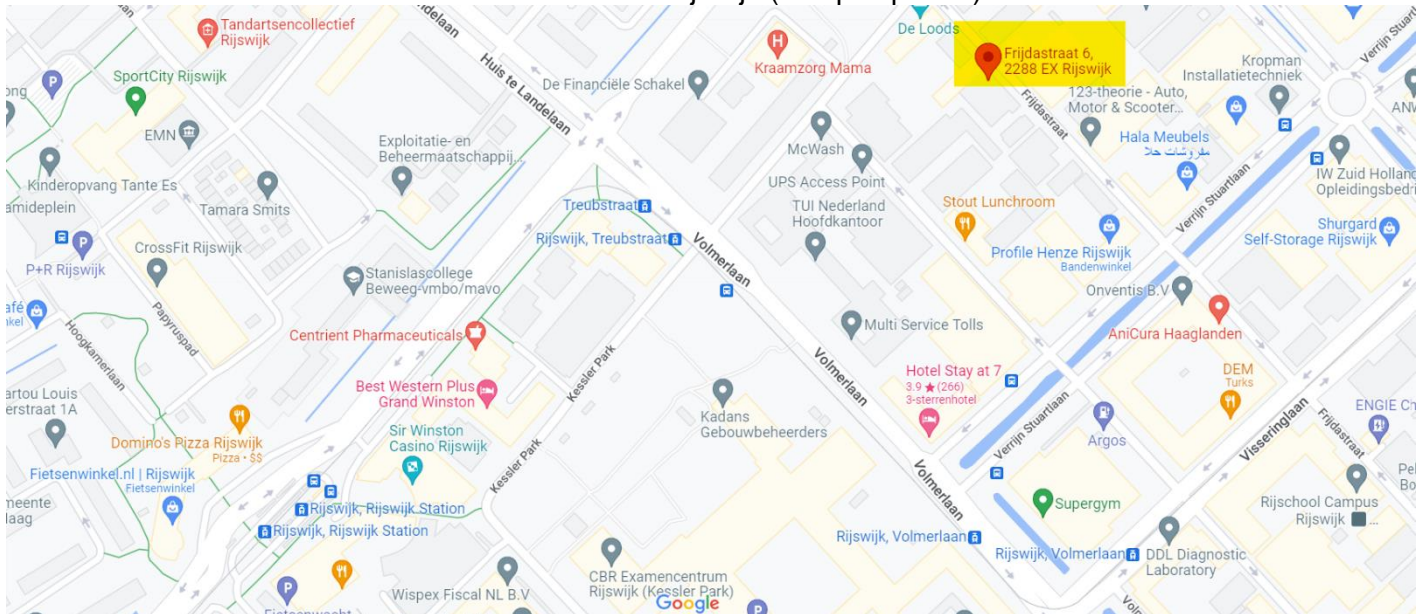 Tandartsencollectief
Rijswijk
SportCity Rijswijk
EMN
Kinderopvang Tante Es
Tamara Smits
P+R Rijswijk
CrossFit Rijswijk
Papyruspad
Hoogkamerlaan
Huis te Landelaan
De Financiële Schakel
Kraamzorg Mama
De Loods
Frijdastraat 6,
2288 EX Rijswijk
Frijdastraat
Kropman
Installatietechniek
Verrijn Stuartlaan
123-theorie - Auto,
Motor & Scooter...
Hala Meubels
مفروشات حلا
IW Zuid Holland
Shurgard
Self-Storage Rijswijk
Exploitatie- en
Beheermaatschappij...
McWash
UPS Access Point
TUI Nederland
Hoofdkantoor
Stout Lunchroom
Profile Henze Rijswijk
Bandenwinkel
Verrijn Stuartlaan
Onventis B.V
AniCura Haaglanden
Treubstraat
Rijswijk, Treubstraat
Volmerlaan
Stanislascollege
Beweeg-vmbo/mavo
Centrient Pharmaceuticals
Kessler Park
Multi Service Tolls
Volmerlaan
Hotel Stay at 7
3.9 ★ (266)
3-sterrenhotel
DEM
Turks
Best Western Plus
Grand Winston
Kadans
Gebouwbeheerders
Argos
Verrijn Stuartlaan
Visseringlaan
Frijdastraat
Domino's Pizza Rijswijk
Pizza • $$
Sir Winston
Casino Rijswijk
Kessler Park
Fietsenwinkel.nl | Rijswijk
Fietsenwinkel
Volmerlaan
Supergym
Rijschool Campus
Rijswijk
Rijswijk, Rijswijk Station
Rijswijk, Rijswijk Station
Rijswijk, Volmerlaan
Rijswijk, Volmerlaan
DDL Diagnostic
Laboratory
CBR Examencentrum
Rijswijk (Kessler Park)
Wispex Fiscal NL B.V
Google